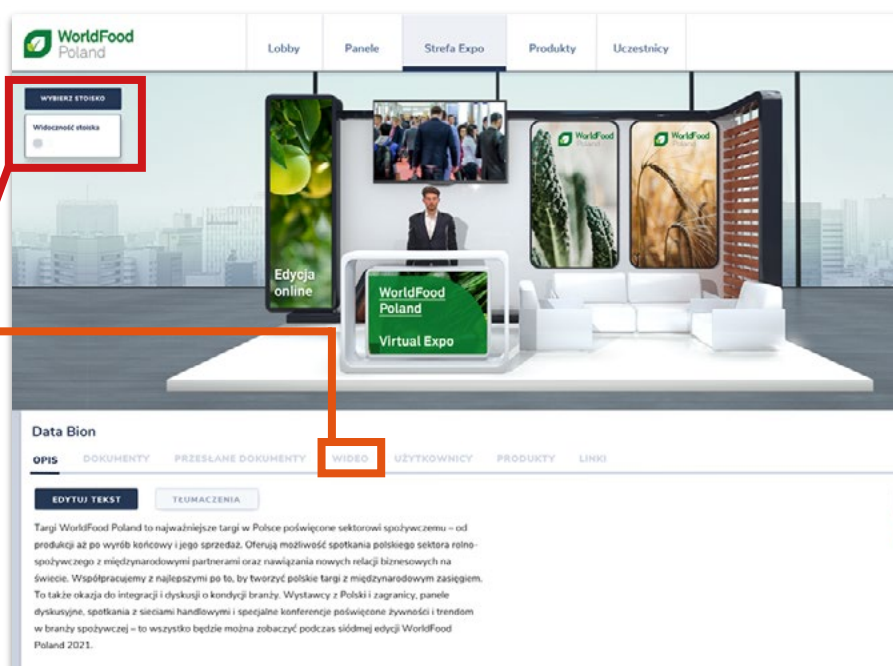 WorldFood
Poland
Lobby
Panele
Strefa Expo
Produkty
Uczestnicy
WYBIERZ STOISKO
Widoczność stoiska
WorldFood
Poland
WorldFood
Poland
Edycja
online
WorldFood
Poland
Virtual Expo
Data Bion
OPIS
DOKUMENTY
PRZESŁANE DOKUMENTY
WIDEO
UŻYTKOWNICY
PRODUKTY
LINKI
EDYTUJ TEKST
TŁUMACZENIA
Targi WorldFood Poland to najważniejsze targi w Polsce poświęcone sektorowi spożywczemu – od
produkcji aż po wyrób końcowy i jego sprzedaż. Oferują możliwość spotkania polskiego sektora rolno-
spożywczego z międzynarodowymi partnerami oraz nawiązania nowych relacji biznesowych na
świecie. Współpracujemy z najlepszymi po to, by tworzyć polskie targi z międzynarodowym zasięgiem.
To także okazja do integracji i dyskusji o kondycji branży. Wystawcy z Polski i zagranicy, panele
dyskusyjne, spotkania z sieciami handlowymi i specjalne konferencje poświęcone żywności i trendom
w branży spożywczej – to wszystko będzie można zobaczyć podczas siódmej edycji WorldFood
Poland 2021.